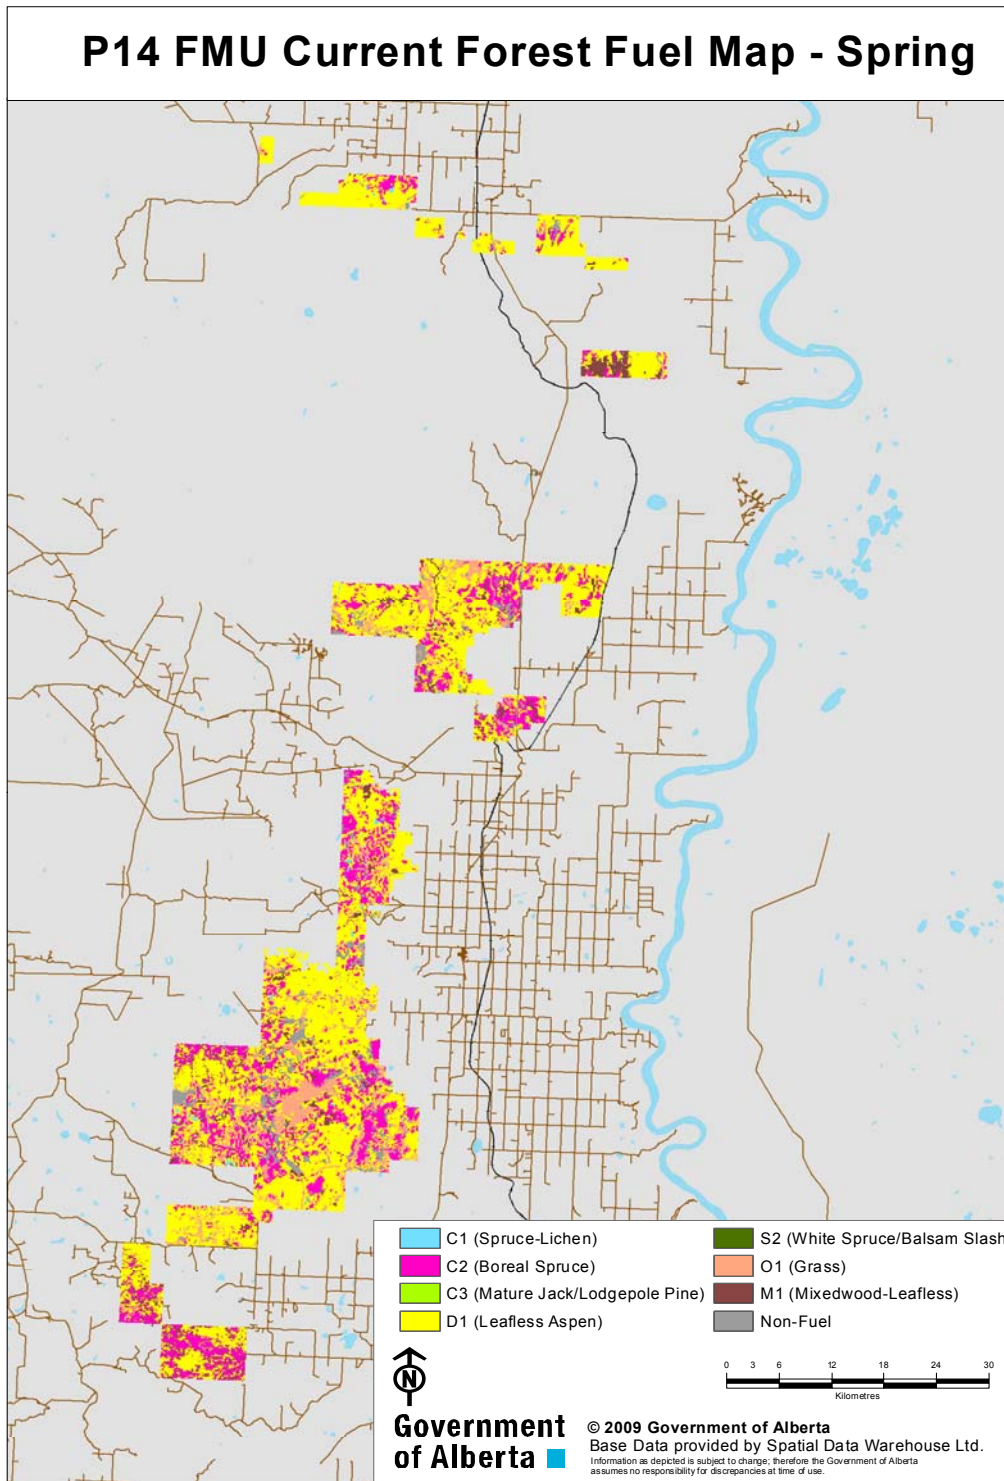 P14 FMU Current Forest Fuel Map - Spring
C1 (Spruce-Lichen)
C2 (Boreal Spruce)
C3 (Mature Jack/Lodgepole Pine)
D1 (Leafless Aspen)
S2 (White Spruce/Balsam Slash
O1 (Grass)
M1 (Mixedwood-Leafless)
Non-Fuel
N
0 3 6 12 18 24 30
Kilometres
Government
of Alberta
© 2009 Government of Alberta
Base Data provided by Spatial Data Warehouse Ltd.
Information as depicted is subject to change; therefore the Government of Alberta
assumes no responsibility for discrepancies at time of use.